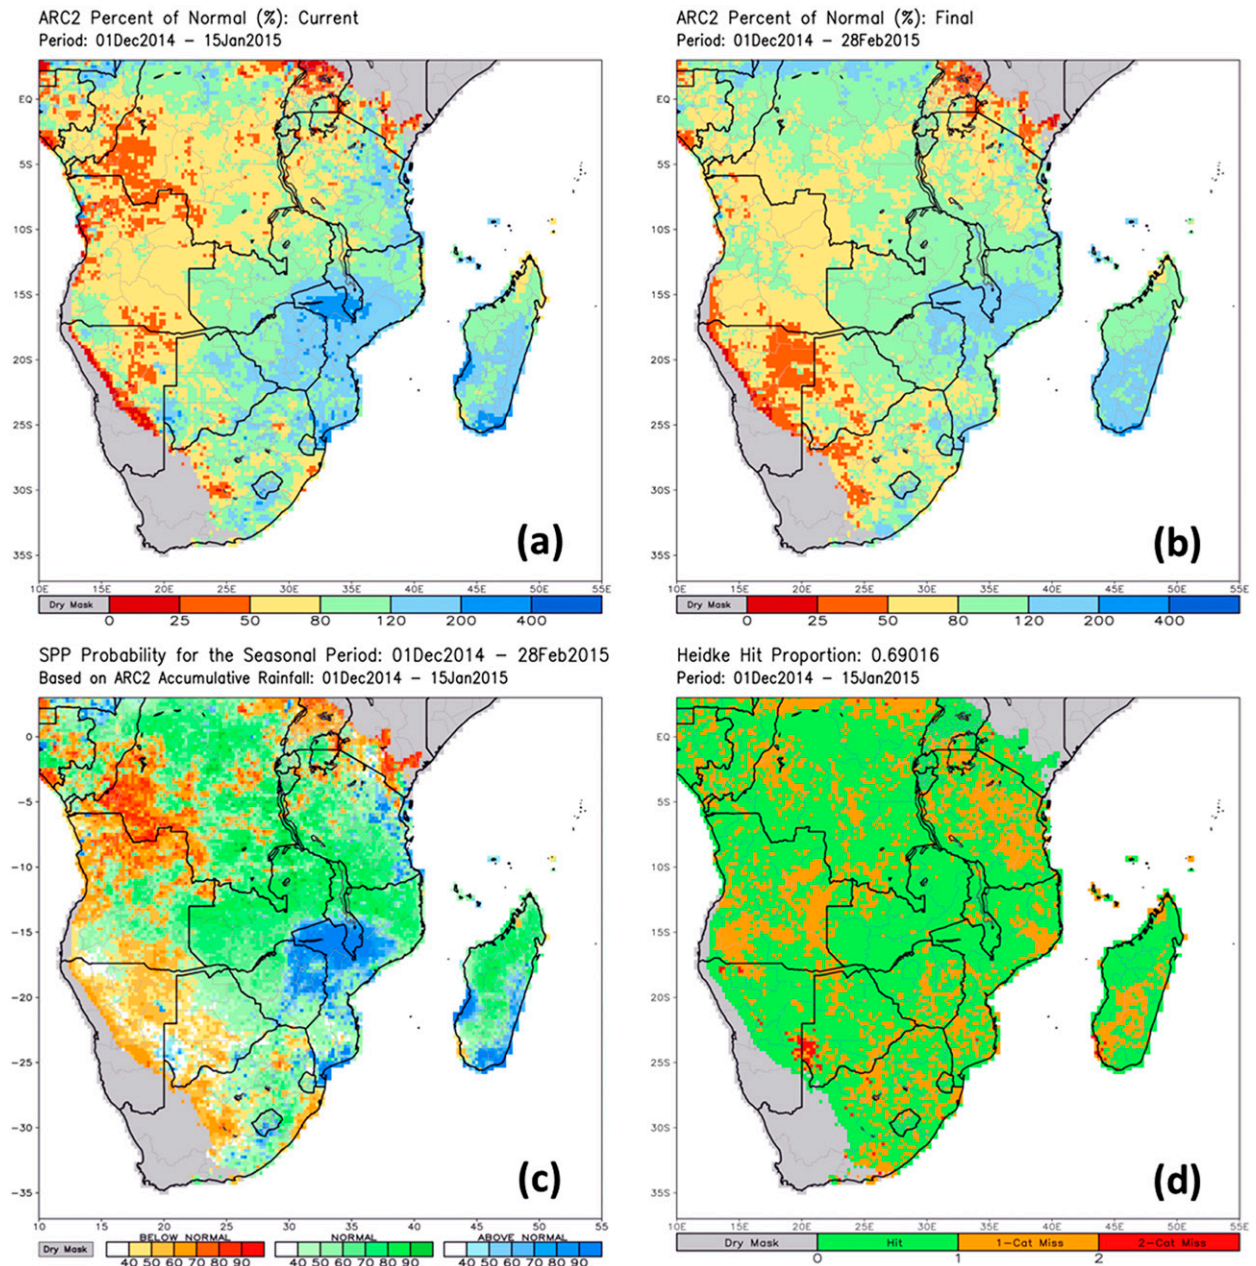 ARC2 Percent of Normal (%): Current
Period: 01Dec2014 – 15Jan2015
EQ
5S
10S
15S
20S
25S
30S
35S
(a)
10E 15E 20E 25E 30E 35E 40E 45E 50E 55E
Dry Mask
0 25 50 80 120 200 400
ARC2 Percent of Normal (%): Final
Period: 01Dec2014 – 28Feb2015
EQ
5S
10S
15S
20S
25S
30S
35S
(b)
10E 15E 20E 25E 30E 35E 40E 45E 50E 55E
Dry Mask
0 25 50 80 120 200 400
SPP Probability for the Seasonal Period: 01Dec2014 – 28Feb2015
Based on ARC2 Accumulative Rainfall: 01Dec2014 – 15Jan2015
0
−5
−10
−15
−20
−25
−30
−35
(c)
10 15 20 25 30 35 40 45 50 55
BELOW NORMAL NORMAL ABOVE NORMAL
Dry Mask
40 50 60 70 80 90 40 50 60 70 80 90 40 50 60 70 80 90
Heidke Hit Proportion: 0.69016
Period: 01Dec2014 – 15Jan2015
EQ
5S
10S
15S
20S
25S
30S
35S
(d)
10E 15E 20E 25E 30E 35E 40E 45E 50E 55E
Dry Mask Hit 1−Cat Miss 2−Cat Miss
0 1 2